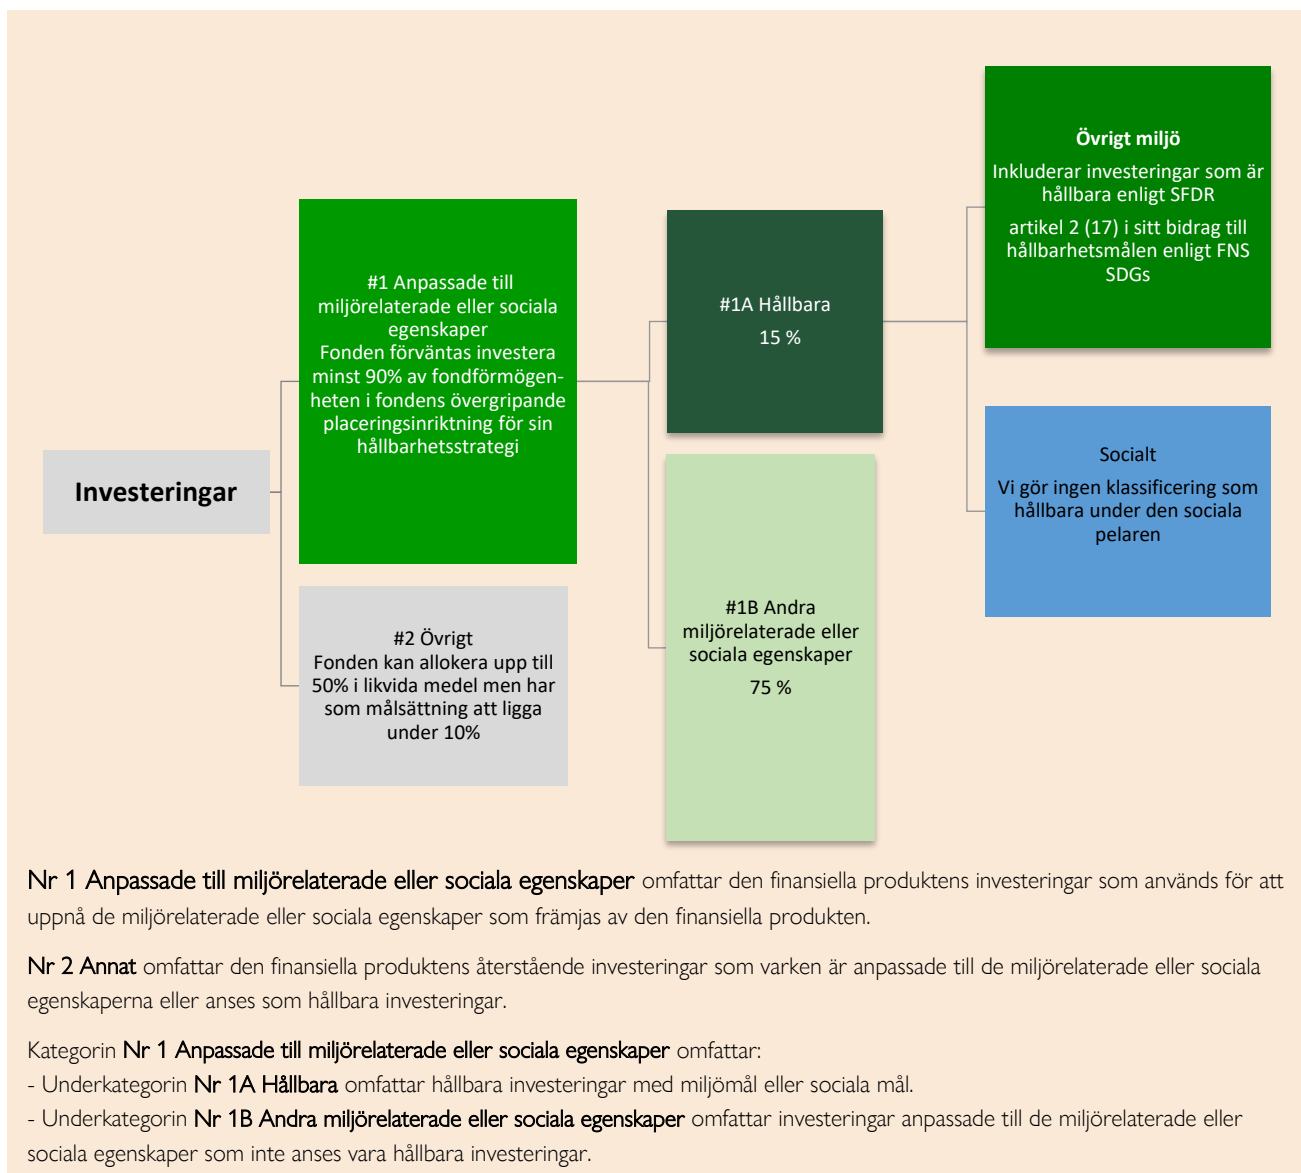 Investeringar
#1 Anpassade till
miljörelaterade eller sociala
egenskaper
Fonden förväntas investera
minst 90% av fondförmögen-
heten i fondens övergripande
placeringsinriktning för sin
hållbarhetsstrategi
#2 Övrigt
Fonden kan allokera upp till
50% i likvida medel men har
som målsättning att ligga
under 10%
#1A Hållbara
15 %
#1B Andra
miljörelaterade eller
sociala egenskaper
75 %
Övrigt miljö
Inkluderar investeringar som är
hållbara enligt SFDR
artikel 2 (17) i sitt bidrag till
hållbarhetsmålen enligt FNS
SDGs
Socialt
Vi gör ingen klassificering som
hållbara under den sociala
pelaren
Nr 1 Anpassade till miljörelaterade eller sociala egenskaper omfattar den finansiella produktens investeringar som används för att
uppnå de miljörelaterade eller sociala egenskaper som främjas av den finansiella produkten.
Nr 2 Annat omfattar den finansiella produktens återstående investeringar som varken är anpassade till de miljörelaterade eller sociala
egenskaperna eller anses som hållbara investeringar.
Kategorin Nr 1 Anpassade till miljörelaterade eller sociala egenskaper omfattar:
- Underkategorin Nr 1A Hållbara omfattar hållbara investeringar med miljömål eller sociala mål.
- Underkategorin Nr 1B Andra miljörelaterade eller sociala egenskaper omfattar investeringar anpassade till de miljörelaterade eller
sociala egenskaper som inte anses vara hållbara investeringar.